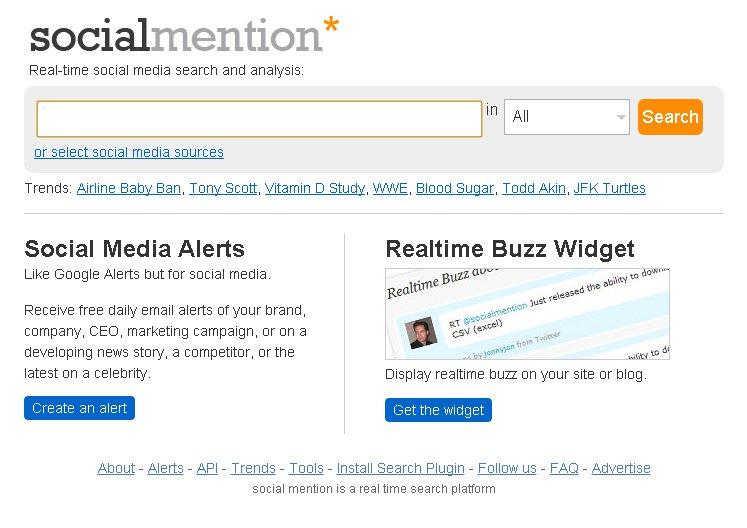 socialmention*
Real-time social media search and analysis:
in All Search
or select social media sources
Trends: Airline Baby Ban, Tony Scott, Vitamin D Study, WWE, Blood Sugar, Todd Akin, JFK Turtles
Social Media Alerts
Like Google Alerts but for social media.
Receive free daily email alerts of your brand,
company, CEO, marketing campaign, or on a
developing news story, a competitor, or the
latest on a celebrity.
Create an alert
Realtime Buzz Widget
Realtime Buzz abou
RT @socialmention Just released the ability to downl
CSV (excel)
by jonnyjon from Twitter
ility to do
Display realtime buzz on your site or blog.
Get the widget
About - Alerts - API - Trends - Tools - Install Search Plugin - Follow us - FAQ - Advertise
social mention is a real time search platform